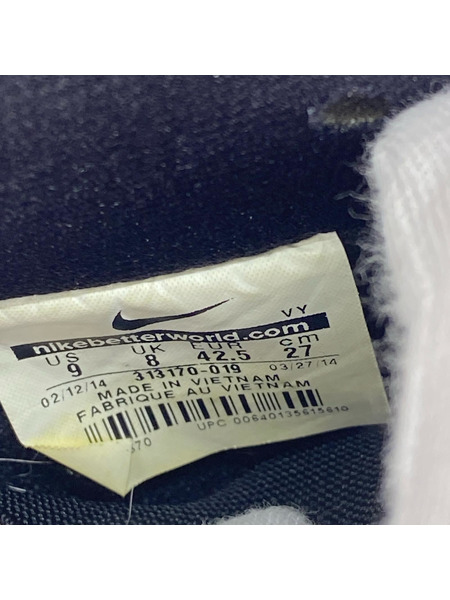 VY
nikebetterworld.com
US UK EUR cm
9 8 42.5 27
02/12/14 313170-019 03/27/14
MADE IN VIETNAM
FABRIQUE AU VIETNAM
UPC 00640135615610